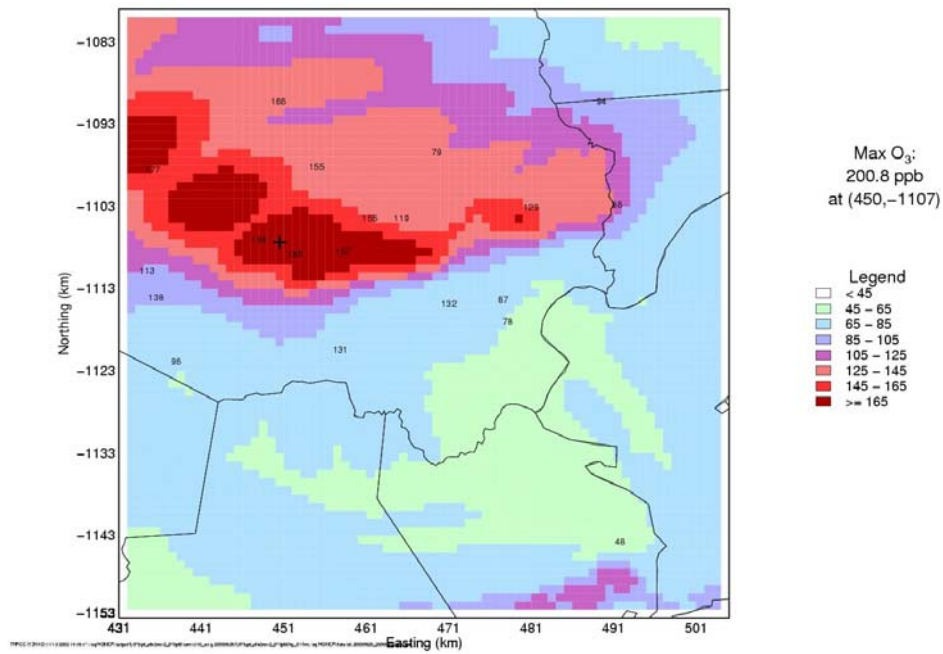 −1083
−1093
−1103
−1113
−1123
−1133
−1143
−1153
Northing (km)
431 441 451 461 471 481 491 501
Easting (km)
166
94
79
155
177
155
119
129
113
138
132
87
78
131
96
48
Max O₃:
200.8 ppb
at (450,−1107)
Legend
< 45
45 − 65
65 − 85
85 − 105
105 − 125
125 − 145
145 − 165
>= 165